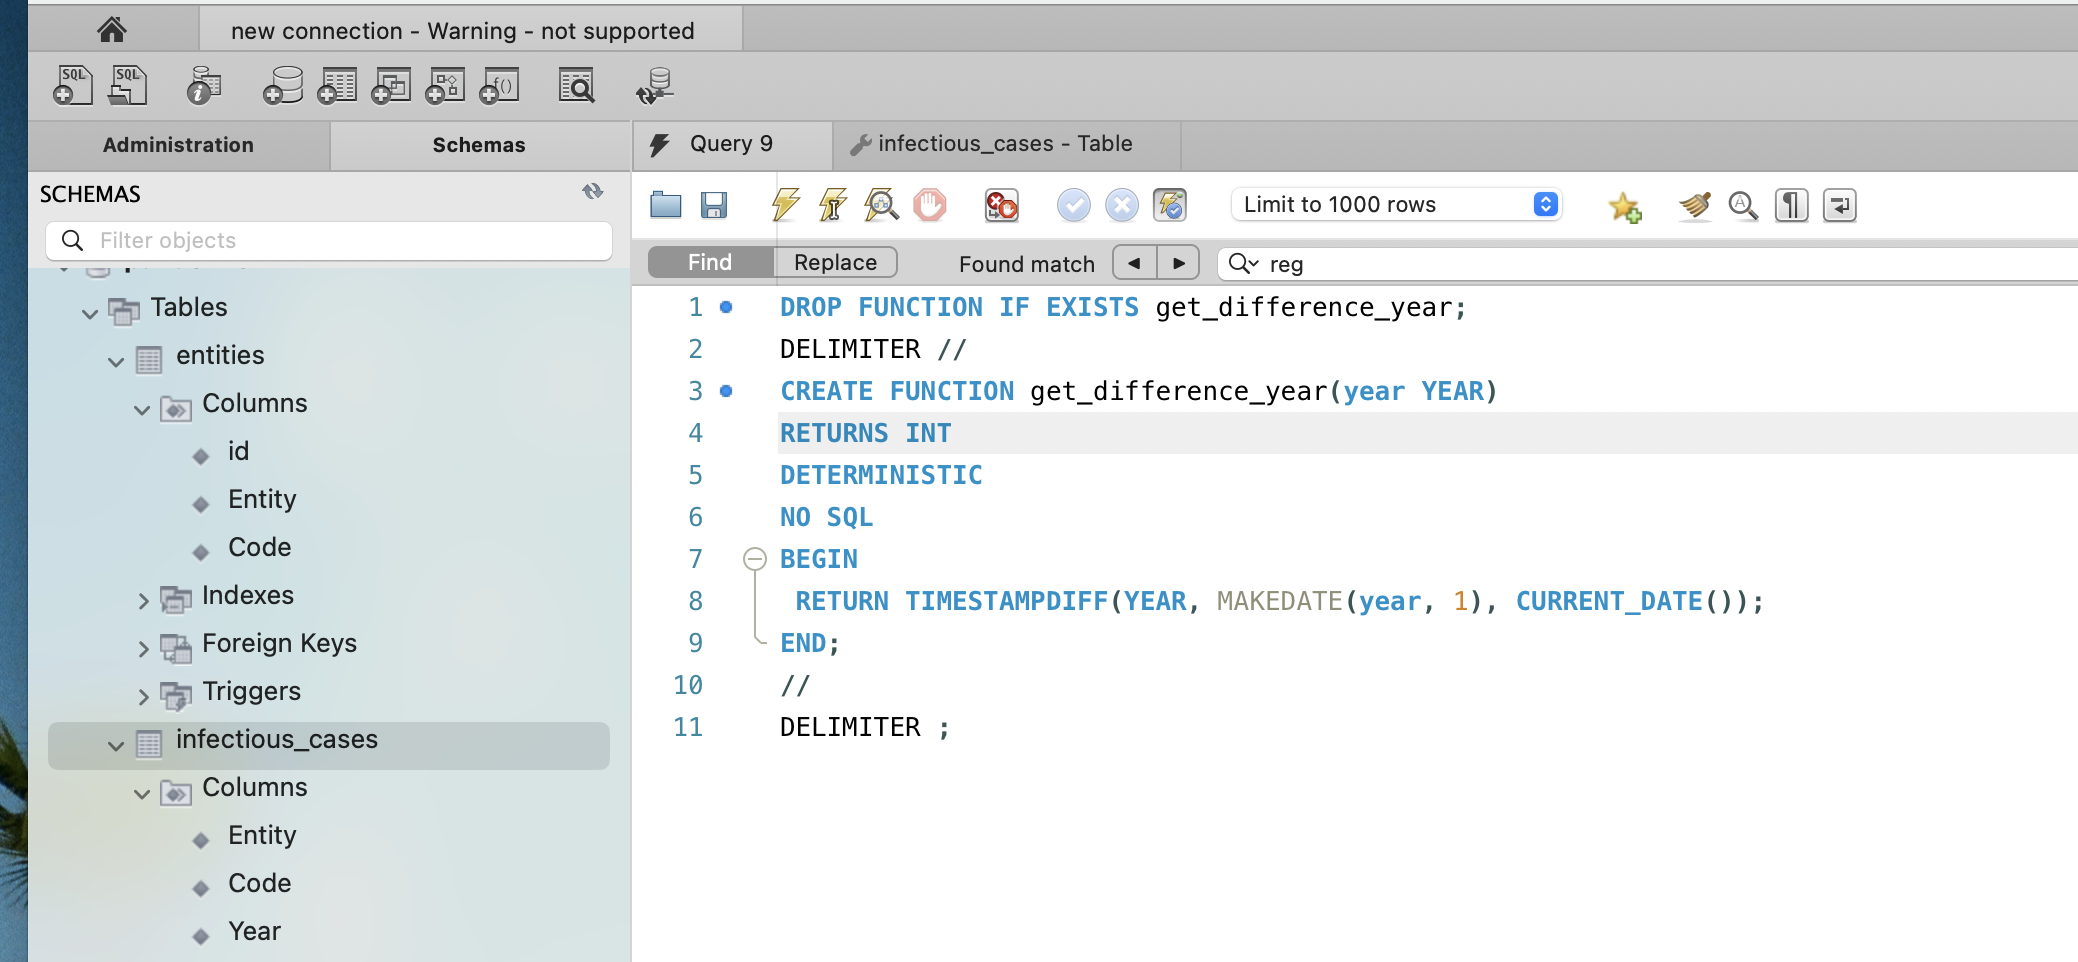 new connection - Warning - not supported
SQL
SQL
f()
Administration
Schemas
Query 9
infectious_cases - Table
SCHEMAS
Filter objects
Limit to 1000 rows
Find
Replace
Found match
reg
Tables
entities
Columns
id
Entity
Code
Indexes
Foreign Keys
Triggers
infectious_cases
Columns
Entity
Code
Year
1 DROP FUNCTION IF EXISTS get_difference_year;
2 DELIMITER //
3 CREATE FUNCTION get_difference_year(year YEAR)
4 RETURNS INT
5 DETERMINISTIC
6 NO SQL
7 BEGIN
8 RETURN TIMESTAMPDIFF(YEAR, MAKEDATE(year, 1), CURRENT_DATE());
9 END;
10 //
11 DELIMITER ;